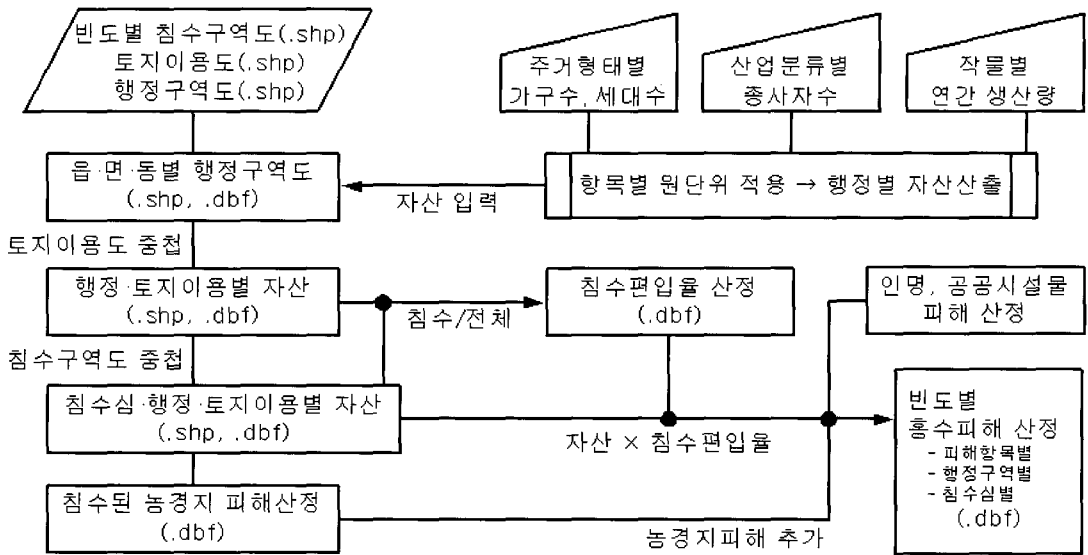 빈도별 침수구역도(.shp)
토지이용도(.shp)
행정구역도(.shp)
주거형태별
가구수, 세대수
산업분류별
종사자수
작물별
연간 생산량
읍·면·동별 행정구역도
(.shp, .dbf)
자산 입력
항목별 원단위 적용 → 행정별 자산산출
토지이용도 중첩
행정·토지이용별 자산
(.shp, .dbf)
침수/전체
침수편입율 산정
(.dbf)
인명, 공공시설물
피해 산정
침수구역도 중첩
침수심·행정·토지이용별 자산
(.shp, .dbf)
자산 × 침수편입율
빈도별
홍수피해 산정
- 피해항목별
- 행정구역별
- 침수심별
(.dbf)
침수된 농경지 피해산정
(.dbf)
농경지피해 추가